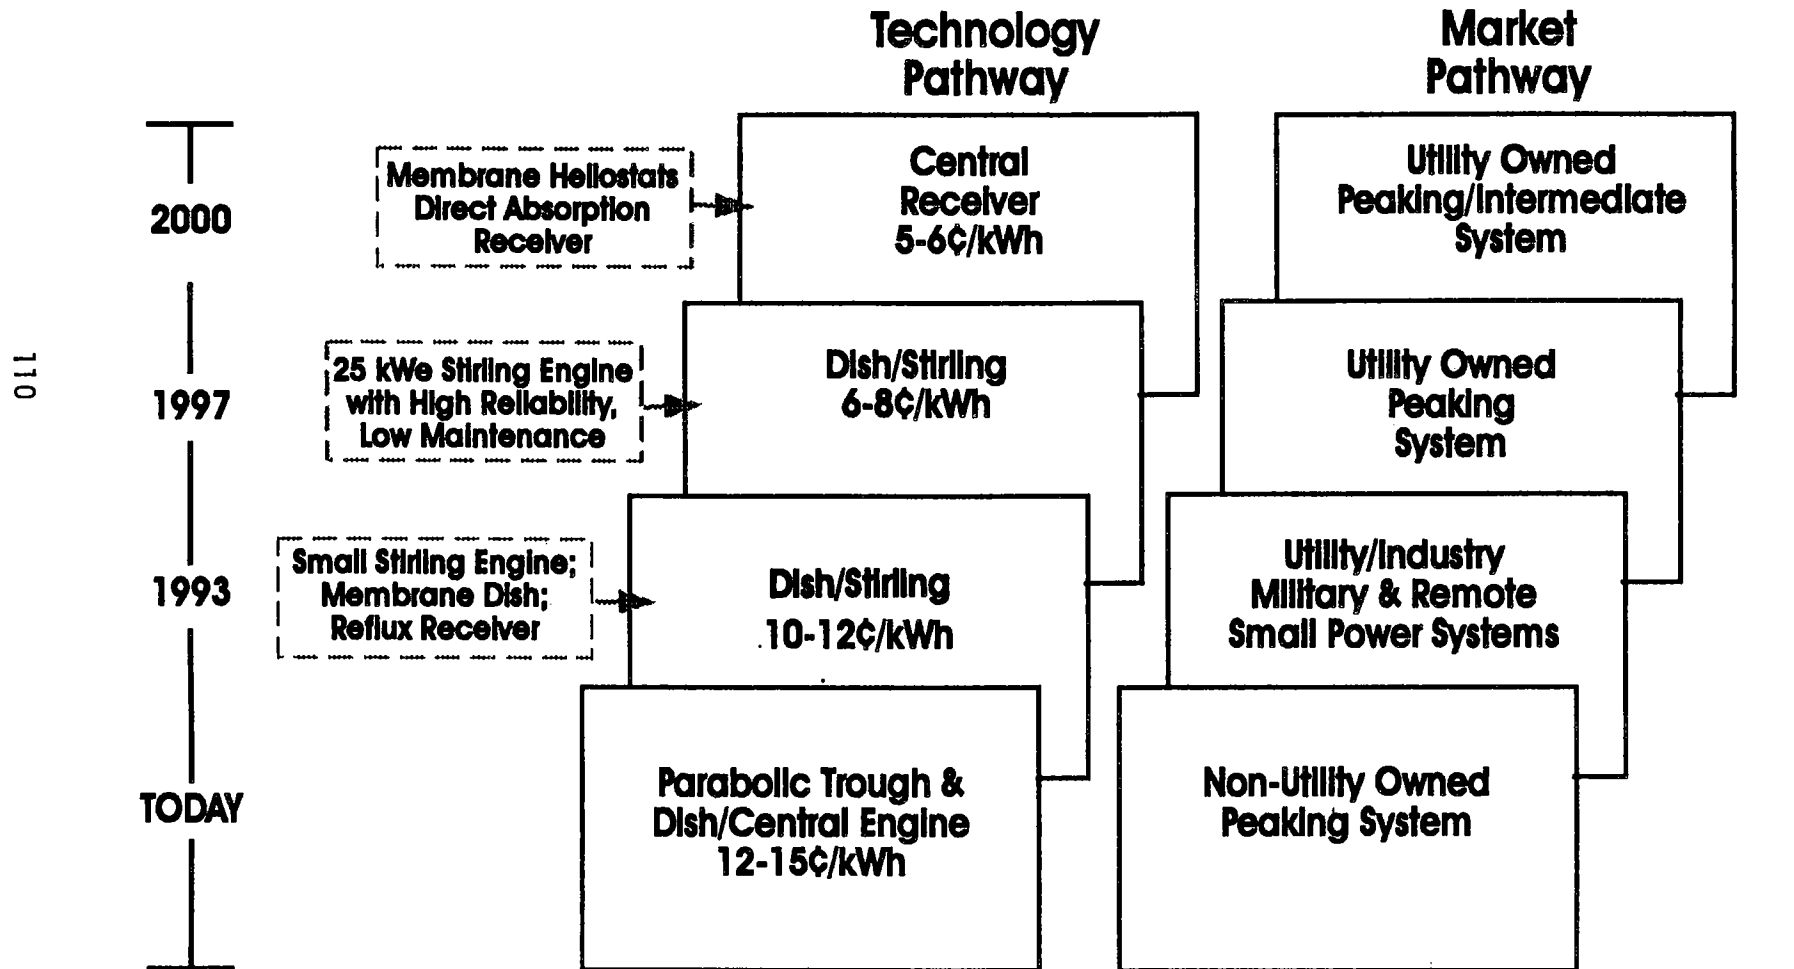 Technology
Pathway
Market
Pathway
2000
Membrane Heliostats
Direct Absorption
Receiver
Central
Receiver
5-6¢/kWh
Utility Owned
Peaking/Intermediate
System
110
1997
25 kWe Stirling Engine
with High Reliability,
Low Maintenance
Dish/Stirling
6-8¢/kWh
Utility Owned
Peaking
System
1993
Small Stirling Engine;
Membrane Dish;
Reflux Receiver
Dish/Stirling
10-12¢/kWh
Utility/Industry
Military & Remote
Small Power Systems
TODAY
Parabolic Trough &
Dish/Central Engine
12-15¢/kWh
Non-Utility Owned
Peaking System